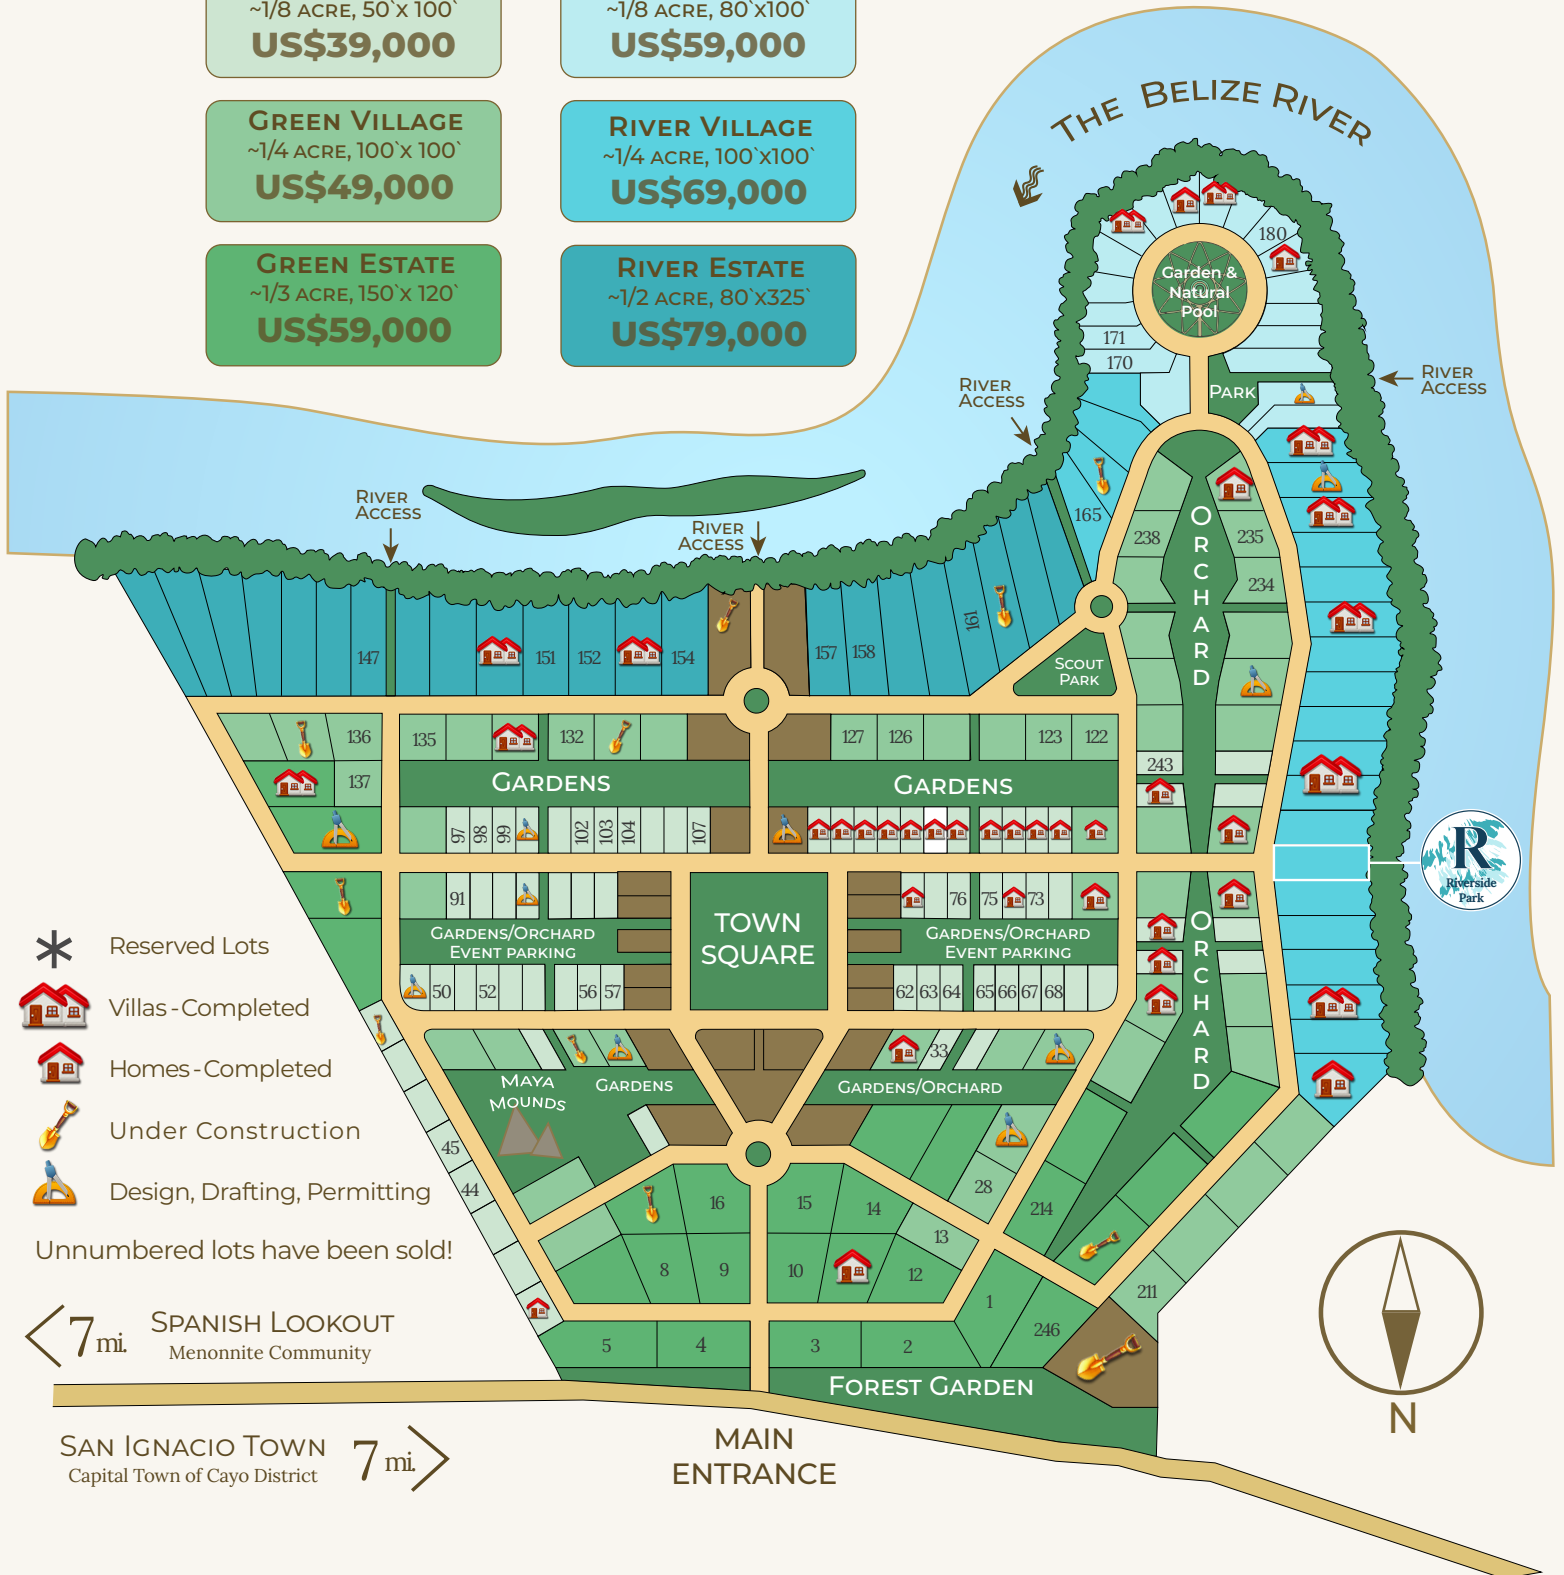 ~1/8 ACRE, 50`x 100`
US$39,000
~1/8 ACRE, 80`x100`
US$59,000
GREEN VILLAGE
~1/4 ACRE, 100`x 100`
US$49,000
RIVER VILLAGE
~1/4 ACRE, 100`x100`
US$69,000
GREEN ESTATE
~1/3 ACRE, 150`x 120`
US$59,000
RIVER ESTATE
~1/2 ACRE, 80`x325`
US$79,000
THE BELIZE RIVER
180
Garden &
Natural
Pool
171
170
PARK
RIVER
ACCESS
RIVER
ACCESS
RIVER
ACCESS
RIVER
ACCESS
165
238
235
234
ORCHARD
147
151
152
154
157
158
161
SCOUT
PARK
136
135
132
127
126
123
122
137
GARDENS
GARDENS
243
97
98
99
102
103
104
107
R
Riverside
Park
91
76
75
73
TOWN
SQUARE
GARDENS/ORCHARD
EVENT PARKING
GARDENS/ORCHARD
EVENT PARKING
ORCHARD
50
52
56
57
62
63
64
65
66
67
68
Reserved Lots
Villas-Completed
Homes-Completed
Under Construction
Design, Drafting, Permitting
Unnumbered lots have been sold!
33
MAYA
MOUNDS
GARDENS
GARDENS/ORCHARD
45
44
28
214
16
15
14
13
8
9
10
12
1
211
246
5
4
3
2
FOREST GARDEN
7mi.
SPANISH LOOKOUT
Menonnite Community
SAN IGNACIO TOWN
Capital Town of Cayo District
7mi.
MAIN
ENTRANCE
N